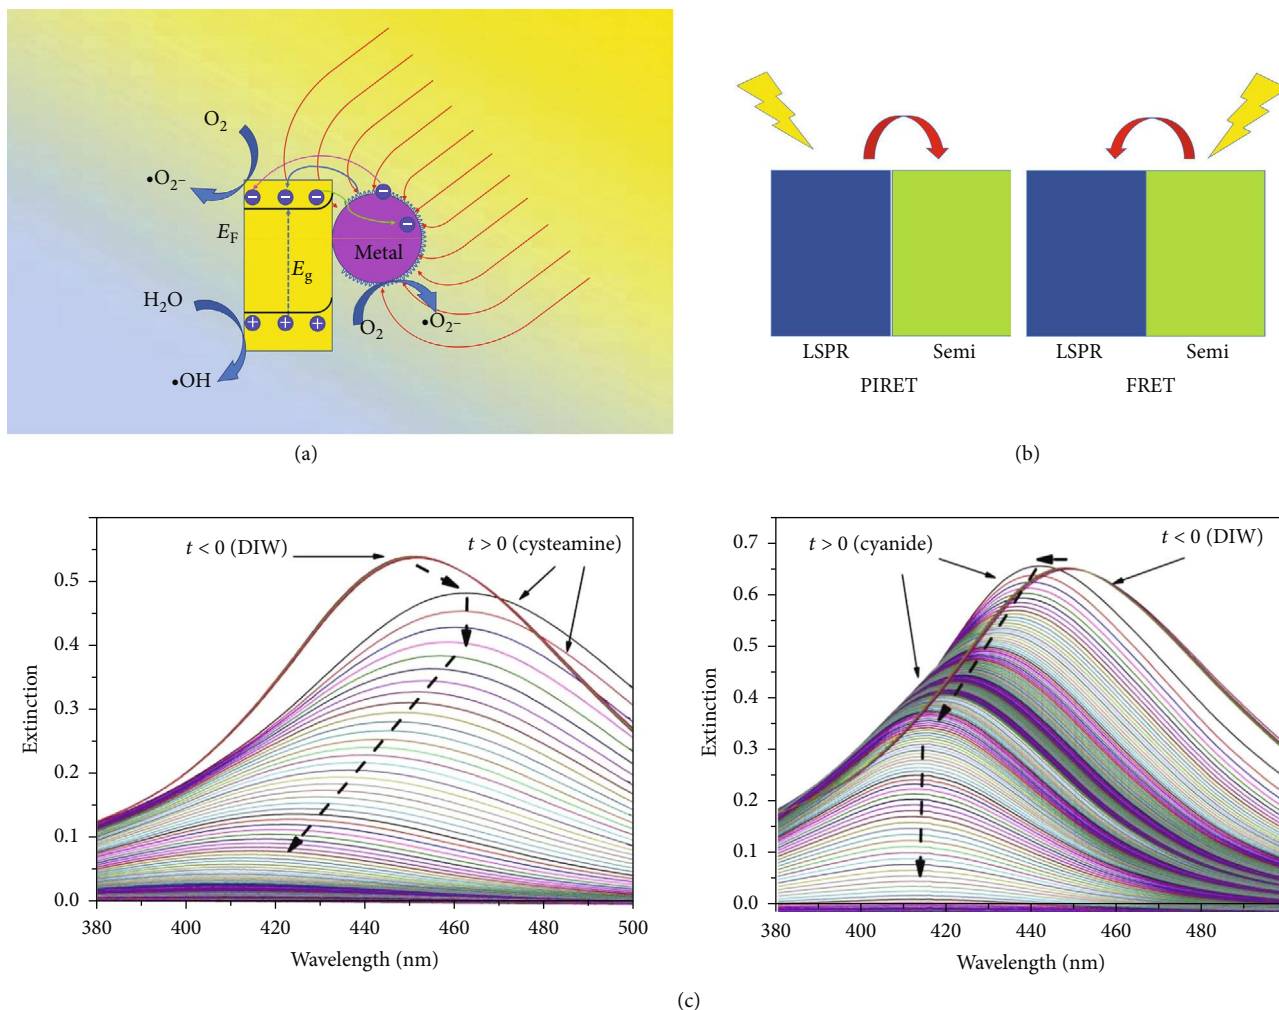 O2
•O2−
EF
Eg
Metal
H2O
O2
•O2−
•OH
(a)
LSPR Semi LSPR Semi
PIRET FRET
(b)
t < 0 (DIW)
t > 0 (cysteamine)
0.5
0.4
0.3
0.2
0.1
0.0
Extinction
380 400 420 440 460 480 500
Wavelength (nm)
t > 0 (cyanide)
t < 0 (DIW)
0.7
0.6
0.5
0.4
0.3
0.2
0.1
0.0
Extinction
380 400 420 440 460 480
Wavelength (nm)
(c)